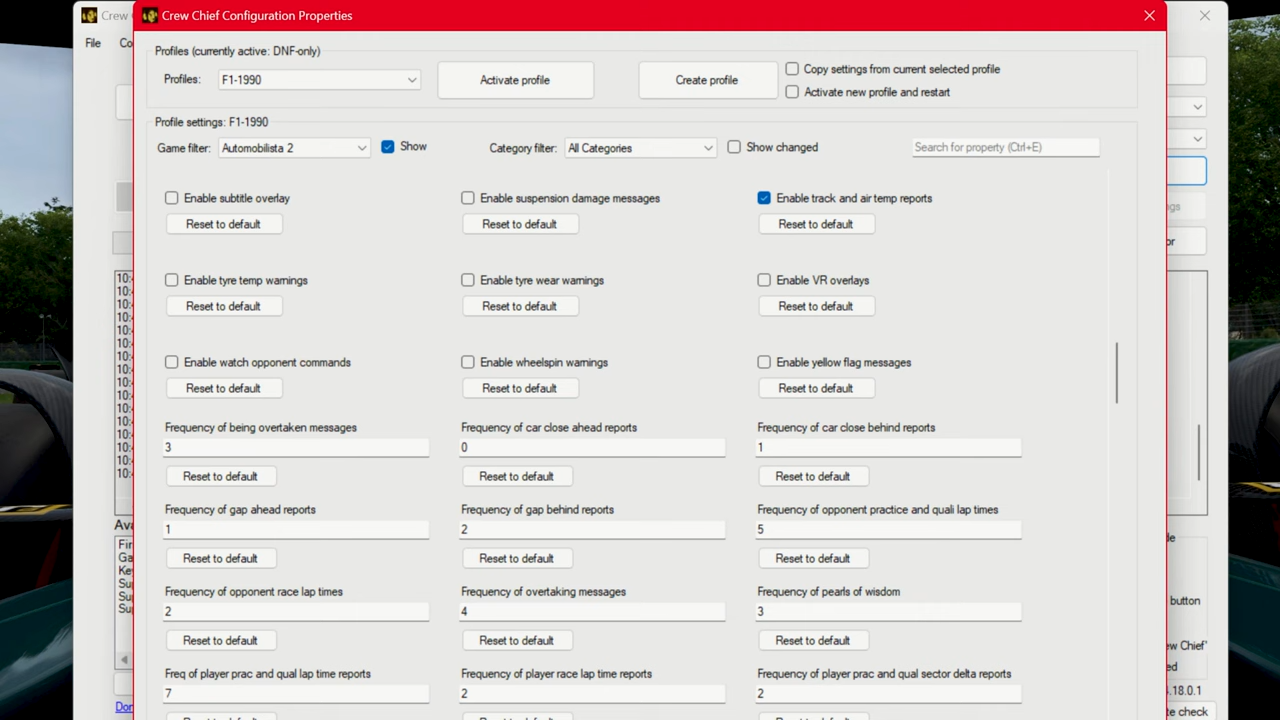 Crew
Crew Chief Configuration Properties
File
Co
Profiles (currently active: DNF-only)
Profiles:
F1-1990
Activate profile
Create profile
Copy settings from current selected profile
Activate new profile and restart
Profile settings: F1-1990
Game filter:
Automobilista 2
Show
Category filter:
All Categories
Show changed
Search for property (Ctrl+E)
Enable subtitle overlay
Enable suspension damage messages
Enable track and air temp reports
Reset to default
Reset to default
Reset to default
Enable tyre temp warnings
Enable tyre wear warnings
Enable VR overlays
Reset to default
Reset to default
Reset to default
Enable watch opponent commands
Enable wheelspin warnings
Enable yellow flag messages
Reset to default
Reset to default
Reset to default
Frequency of being overtaken messages
Frequency of car close ahead reports
Frequency of car close behind reports
3
0
1
Reset to default
Reset to default
Reset to default
Frequency of gap ahead reports
Frequency of gap behind reports
Frequency of opponent practice and quali lap times
1
2
5
Reset to default
Reset to default
Reset to default
Frequency of opponent race lap times
Frequency of overtaking messages
Frequency of pearls of wisdom
2
4
3
Reset to default
Reset to default
Reset to default
Freq of player prac and qual lap time reports
Frequency of player race lap time reports
Frequency of player prac and qual sector delta reports
7
2
2
button
ew Chief'
.18.0.1
te check